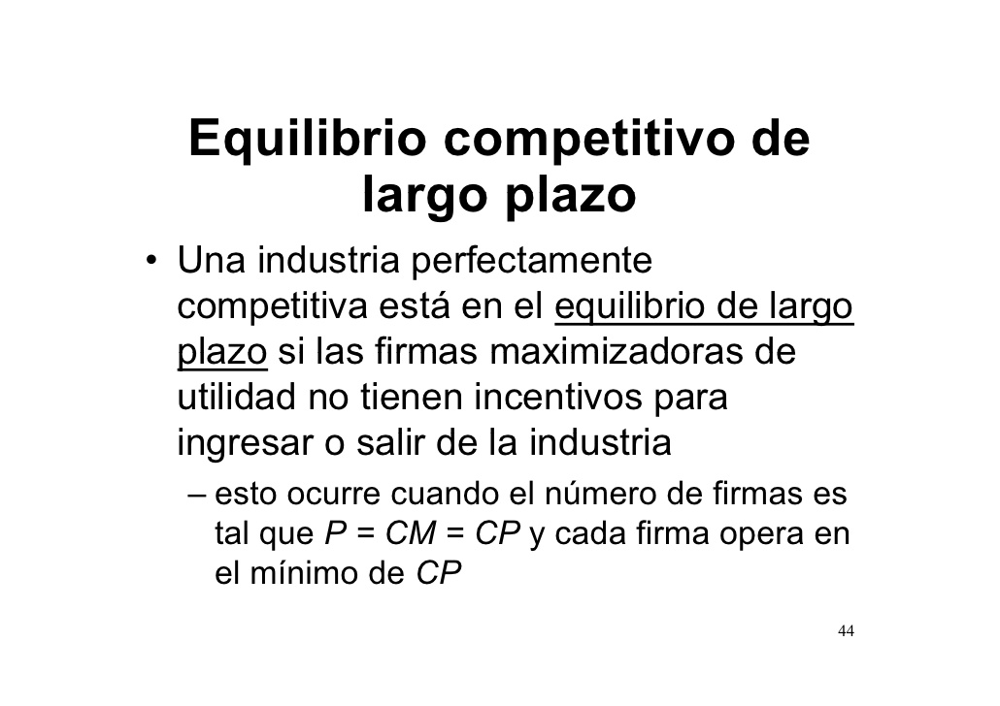 Equilibrio competitivo de
largo plazo
• Una industria perfectamente
competitiva está en el equilibrio de largo
plazo si las firmas maximizadoras de
utilidad no tienen incentivos para
ingresar o salir de la industria
– esto ocurre cuando el número de firmas es
tal que P = CM = CP y cada firma opera en
el mínimo de CP
44